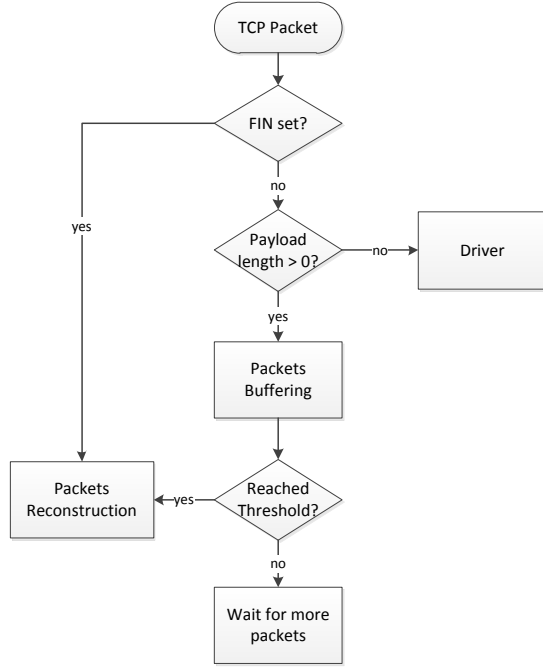 TCP Packet
FIN set?
no
yes
Payload
length > 0?
no
Driver
yes
Packets
Buffering
Packets
Reconstruction
yes
Reached
Threshold?
no
Wait for more
packets